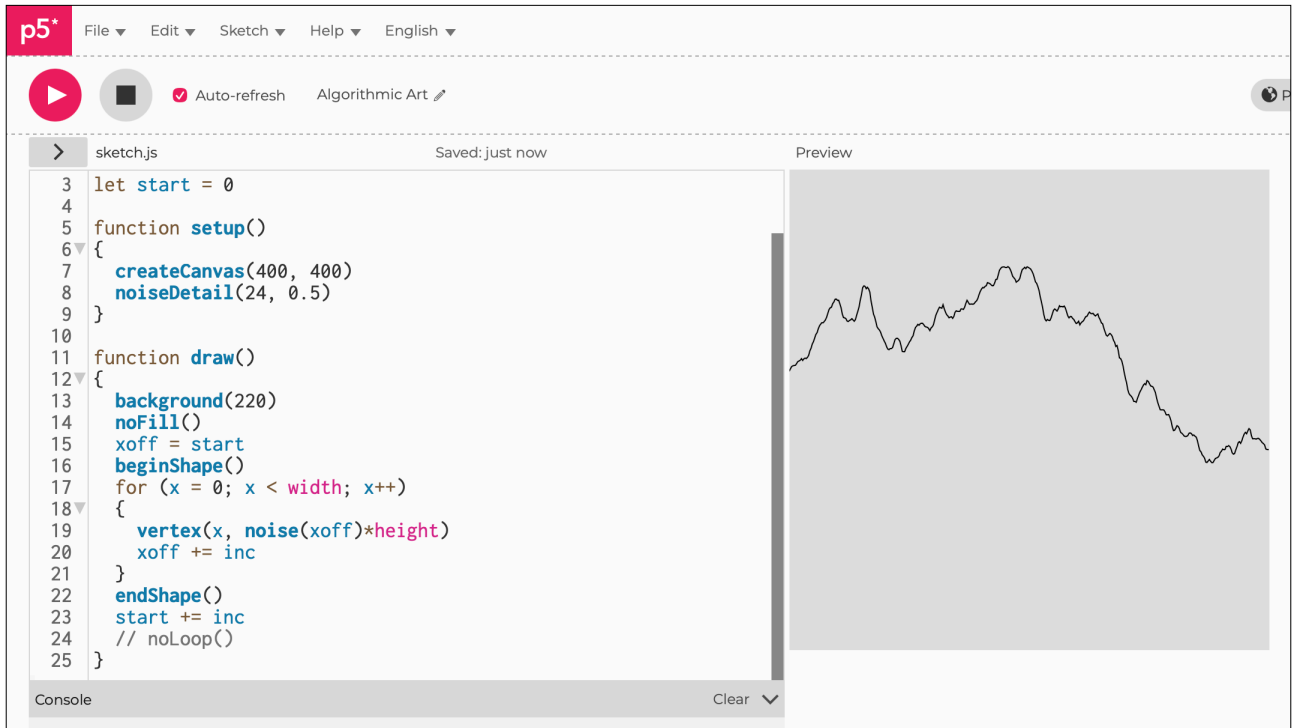 p5* File Edit Sketch Help English
Auto-refresh Algorithmic Art
sketch.js Saved: just now Preview
3 let start = 0
4
5 function setup()
6 {
7 createCanvas(400, 400)
8 noiseDetail(24, 0.5)
9 }
10
11 function draw()
12 {
13 background(220)
14 noFill()
15 xoff = start
16 beginShape()
17 for (x = 0; x < width; x++)
18 {
19 vertex(x, noise(xoff)*height)
20 xoff += inc
21 }
22 endShape()
23 start += inc
24 // noLoop()
25 }
Console Clear